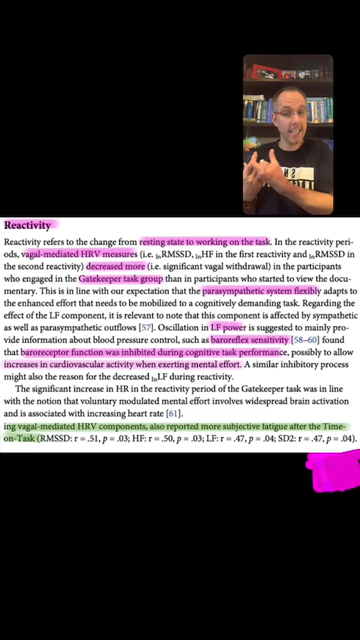 Reactivity
Reactivity refers to the change from resting state to working on the task. In the reactivity peri-
ods, vagal-mediated HRV measures (i.e. lnRMSSD, lnHF in the first reactivity and lnRMSSD in
the second reactivity) decreased more (i.e. significant vagal withdrawal) in the participants
who engaged in the Gatekeeper task group than in participants who started to view the docu-
mentary. This is in line with our expectation that the parasympathetic system flexibly adapts to
the enhanced effort that needs to be mobilized to a cognitively demanding task. Regarding the
effect of the LF component, it is relevant to note that this component is affected by sympathetic
as well as parasympathetic outflows [57]. Oscillation in LF power is suggested to mainly pro-
vide information about blood pressure control, such as baroreflex sensitivity [58–60] found
that baroreceptor function was inhibited during cognitive task performance, possibly to allow
increases in cardiovascular activity when exerting mental effort. A similar inhibitory process
might also the reason for the decreased lnLF during reactivity.
The significant increase in HR in the reactivity period of the Gatekeeper task was in line
with the notion that voluntary modulated mental effort involves widespread brain activation
and is associated with increasing heart rate [61].
ing vagal-mediated HRV components, also reported more subjective fatigue after the Time-
on-Task (RMSSD: r = .51, p = .03; HF: r = .50, p = .03; LF: r = .47, p = .04; SD2: r = .47, p = .04).